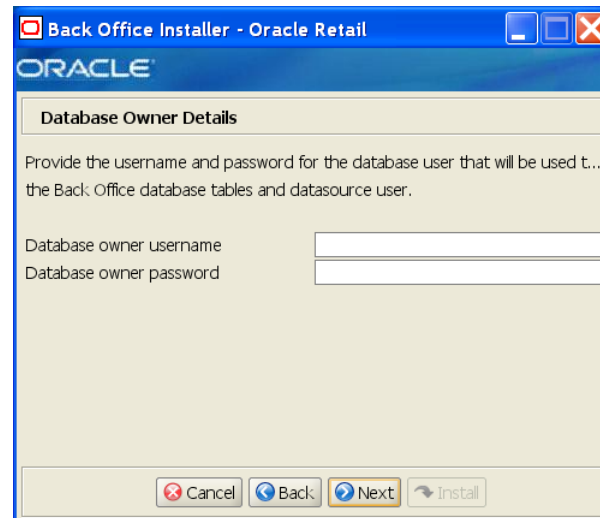 Back Office Installer - Oracle Retail
ORACLE
Database Owner Details
Provide the username and password for the database user that will be used t...
the Back Office database tables and datasource user.
Database owner username
Database owner password
Cancel Back Next Install